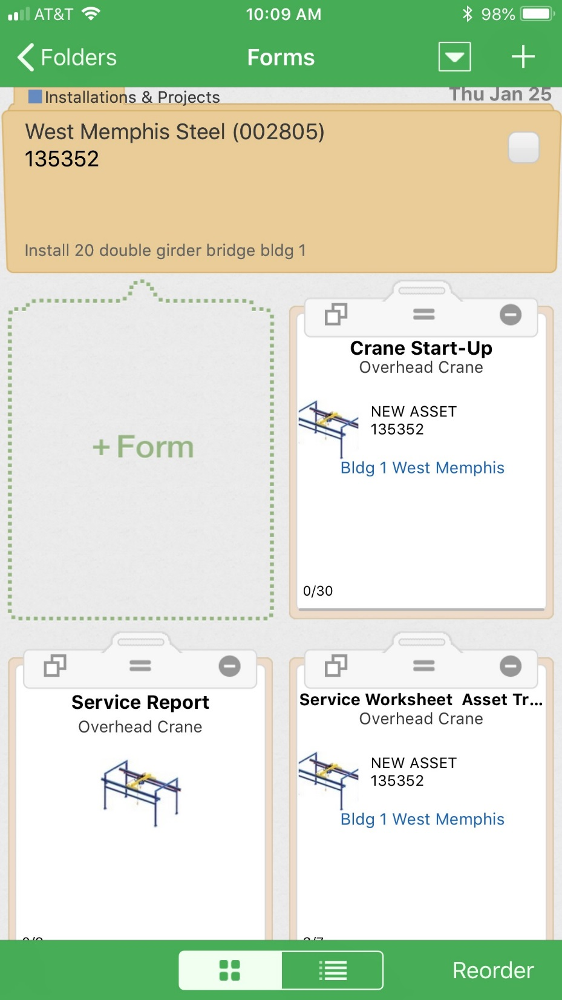 AT&T 10:09 AM 98%
Folders Forms +
Installations & Projects Thu Jan 25
West Memphis Steel (002805)
135352
Install 20 double girder bridge bldg 1
+ Form
Crane Start-Up
Overhead Crane
NEW ASSET
135352
Bldg 1 West Memphis
0/30
Service Report
Overhead Crane
Service Worksheet Asset Tr...
Overhead Crane
NEW ASSET
135352
Bldg 1 West Memphis
Reorder